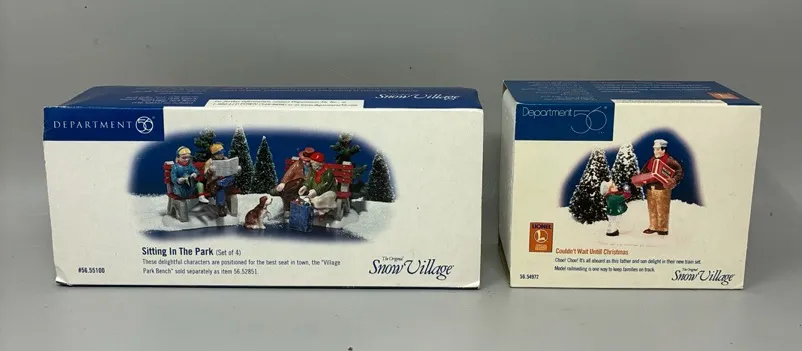 Snow Village
DEPARTMENT 56
Sitting In The Park (Set of 4)
These delightful characters are positioned for the best seat in town, the "Village
Park Bench" sold separately as item 56.52851.
#56.55100
The Original
Snow Village
Department 56
LIONEL
L
Couldn't Wait Until Christmas
Choo! Choo! It's all aboard as this father and son delight in their new train set.
Model railroading is one way to keep families on track.
56.54972
The Original
Snow Village